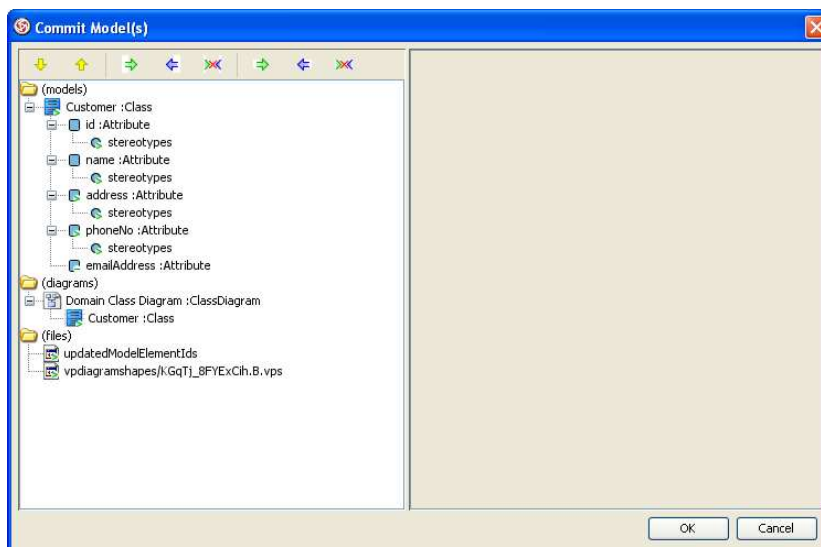 Commit Model(s)
(models)
Customer :Class
id :Attribute
stereotypes
name :Attribute
stereotypes
address :Attribute
stereotypes
phoneNo :Attribute
stereotypes
emailAddress :Attribute
(diagrams)
Domain Class Diagram :ClassDiagram
Customer :Class
(files)
updatedModelElementIds
vpdiagramshapes/KGqTj_8FYExCih.B.vps
OK Cancel